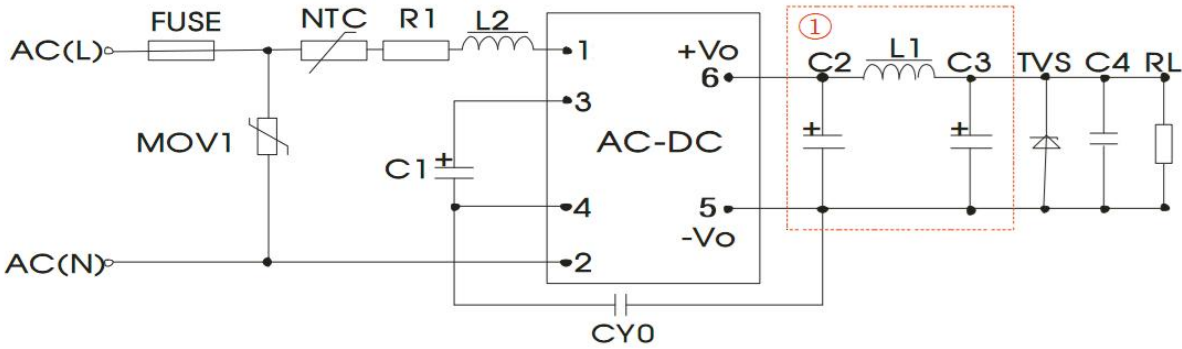 FUSE NTC R1 L2
AC(L)
MOV1
AC(N)
C1
1
3
4
2
AC-DC
+Vo
6
5
-Vo
CY0
①
C2 L1 C3 TVS C4 RL
+
+
+